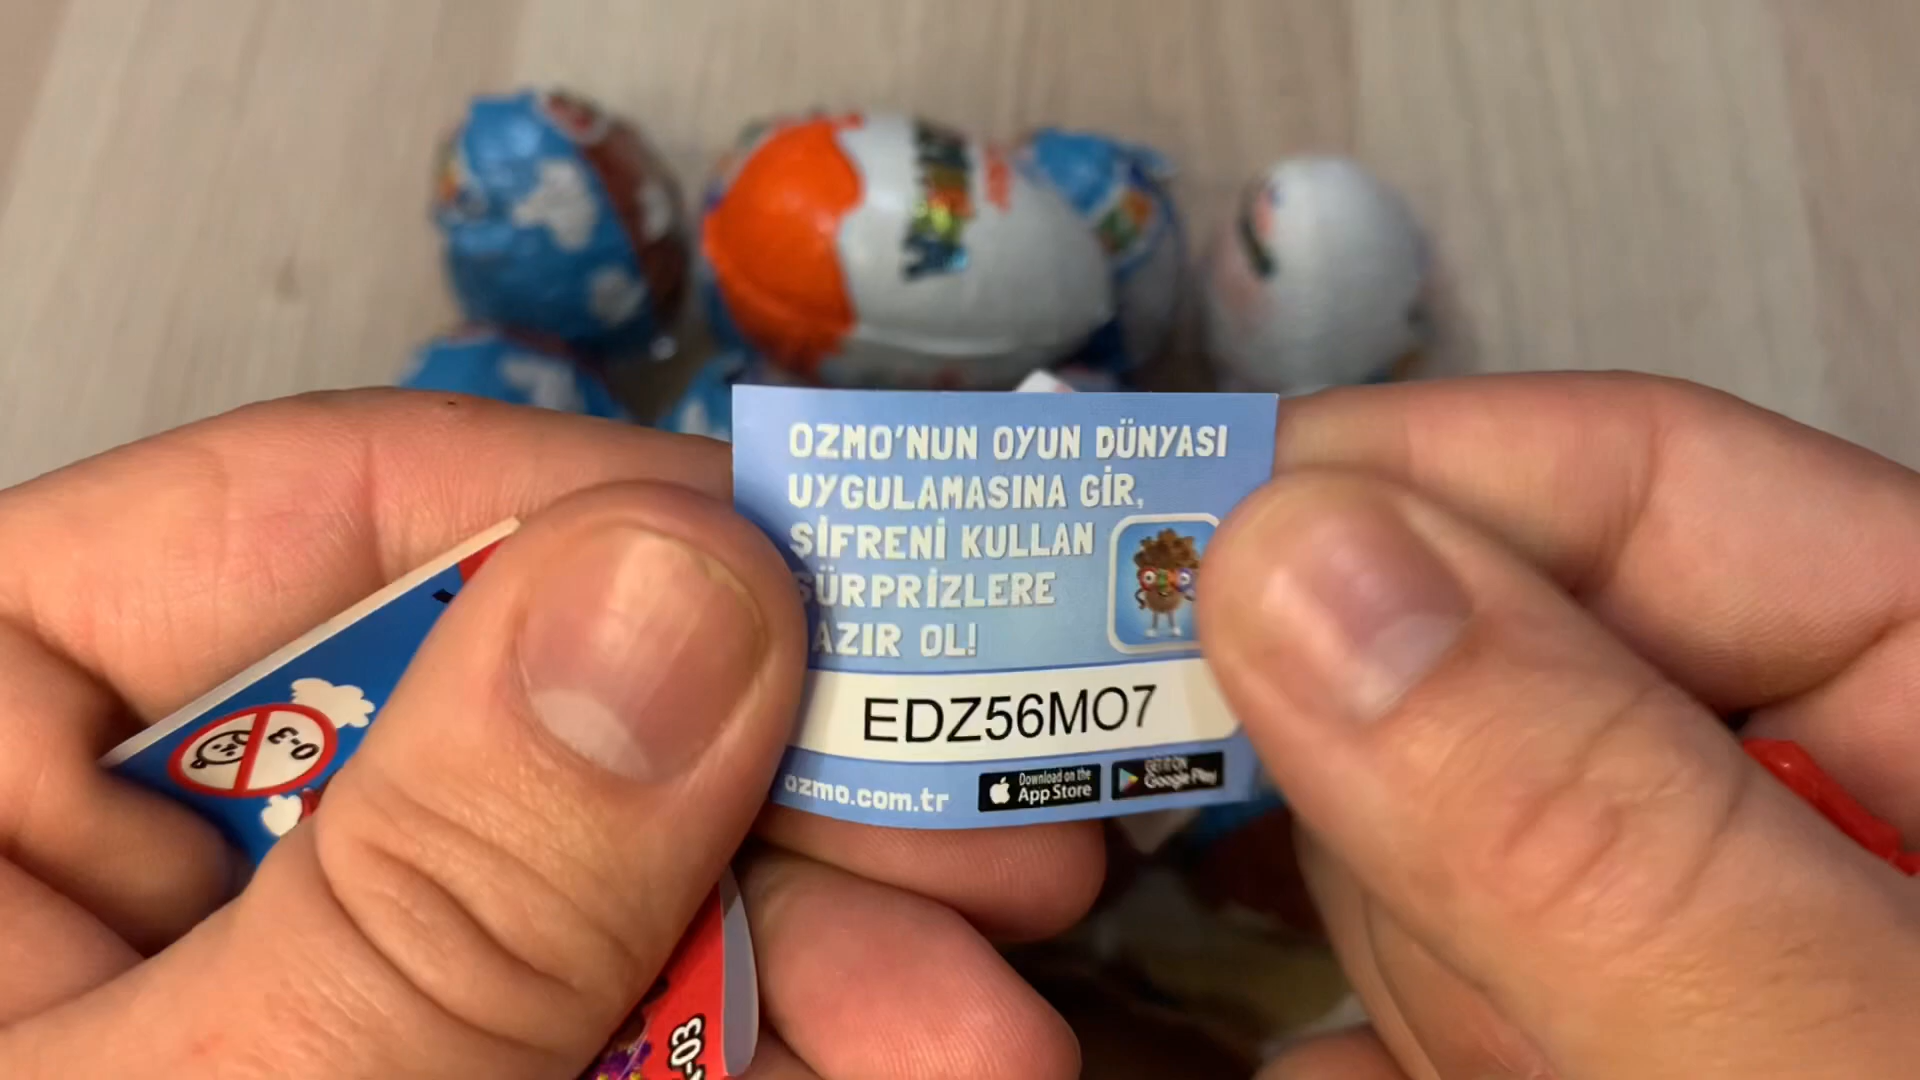 OZMO'NUN OYUN DÜNYASI
UYGULAMASINA GİR,
ŞİFRENİ KULLAN
SÜRPRİZLERE
AZIR OL!
EDZ56MO7
ozmo.com.tr
Download on the
App Store
GET IT ON
Google Play
0-3
-03